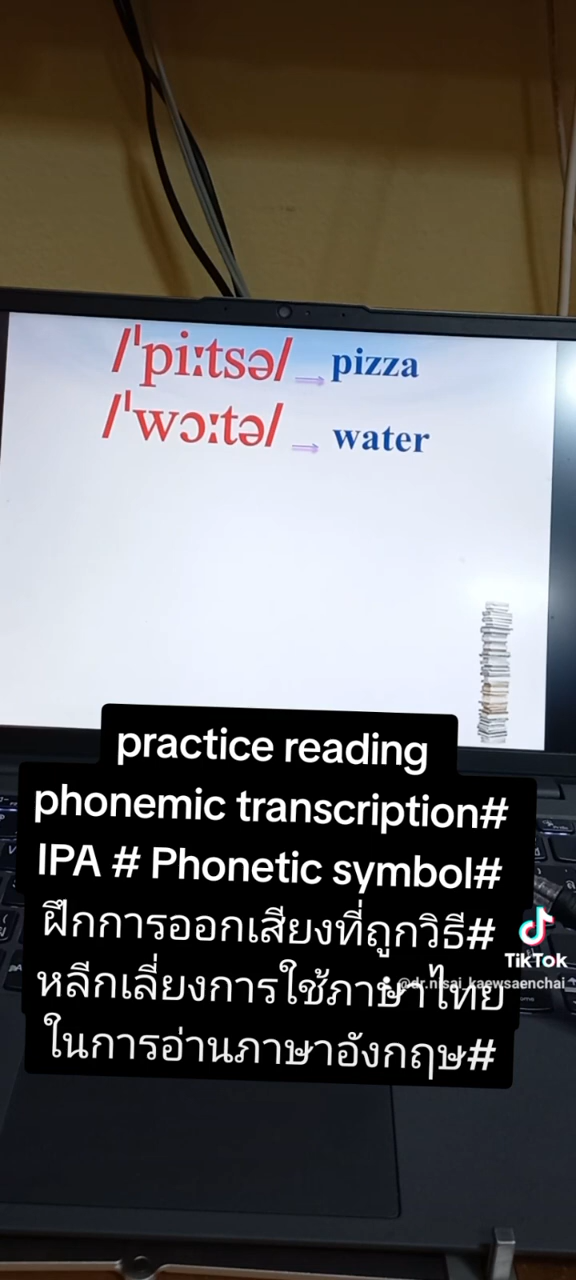 /ˈpiːtsə/ → pizza
/ˈwɔːtə/ → water
practice reading
phonemic transcription#
IPA # Phonetic symbol#
ฝึกการออกเสียงที่ถูกวิธี#
หลีกเลี่ยงการใช้ภาษาไทย
ในการอ่านภาษาอังกฤษ#
TikTok
@dr.nisai_kaewsaenchai